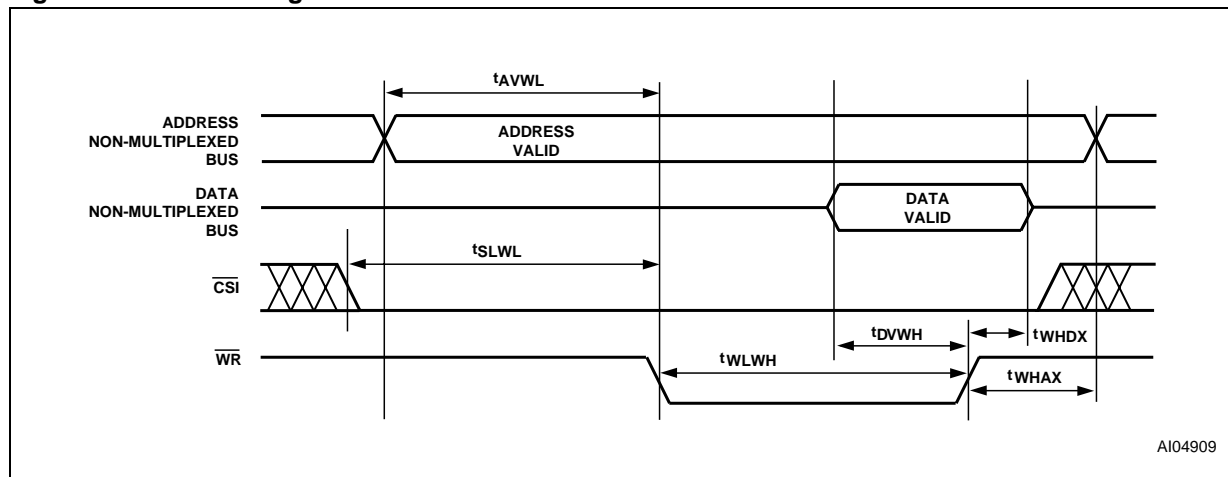 tAVWL
ADDRESS
NON-MULTIPLEXED
BUS
ADDRESS
VALID
DATA
NON-MULTIPLEXED
BUS
DATA
VALID
tSLWL
CSI
tDVWH
tWHDX
WR
tWLWH
tWHAX
AI04909